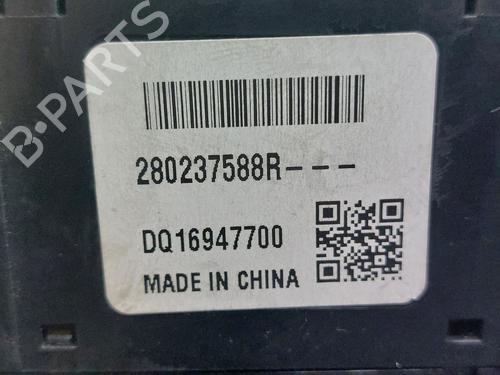 B-PARTS
280237588R---
DQ16947700
MADE IN CHINA